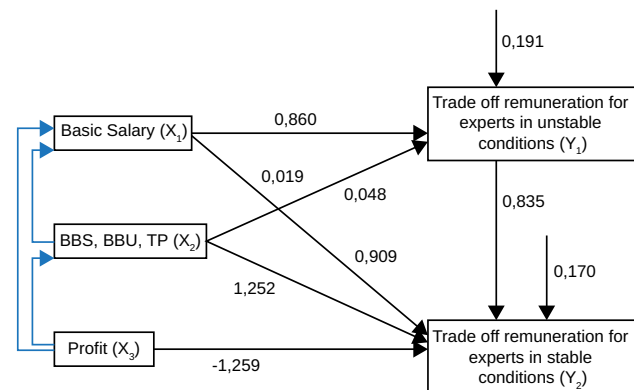 0,191
Trade off remuneration for
experts in unstable
conditions (Y1)
Basic Salary (X1)
0,860
0,019
0,048
0,835
BBS, BBU, TP (X2)
0,909
0,170
1,252
Profit (X3)
-1,259
Trade off remuneration for
experts in stable
conditions (Y2)